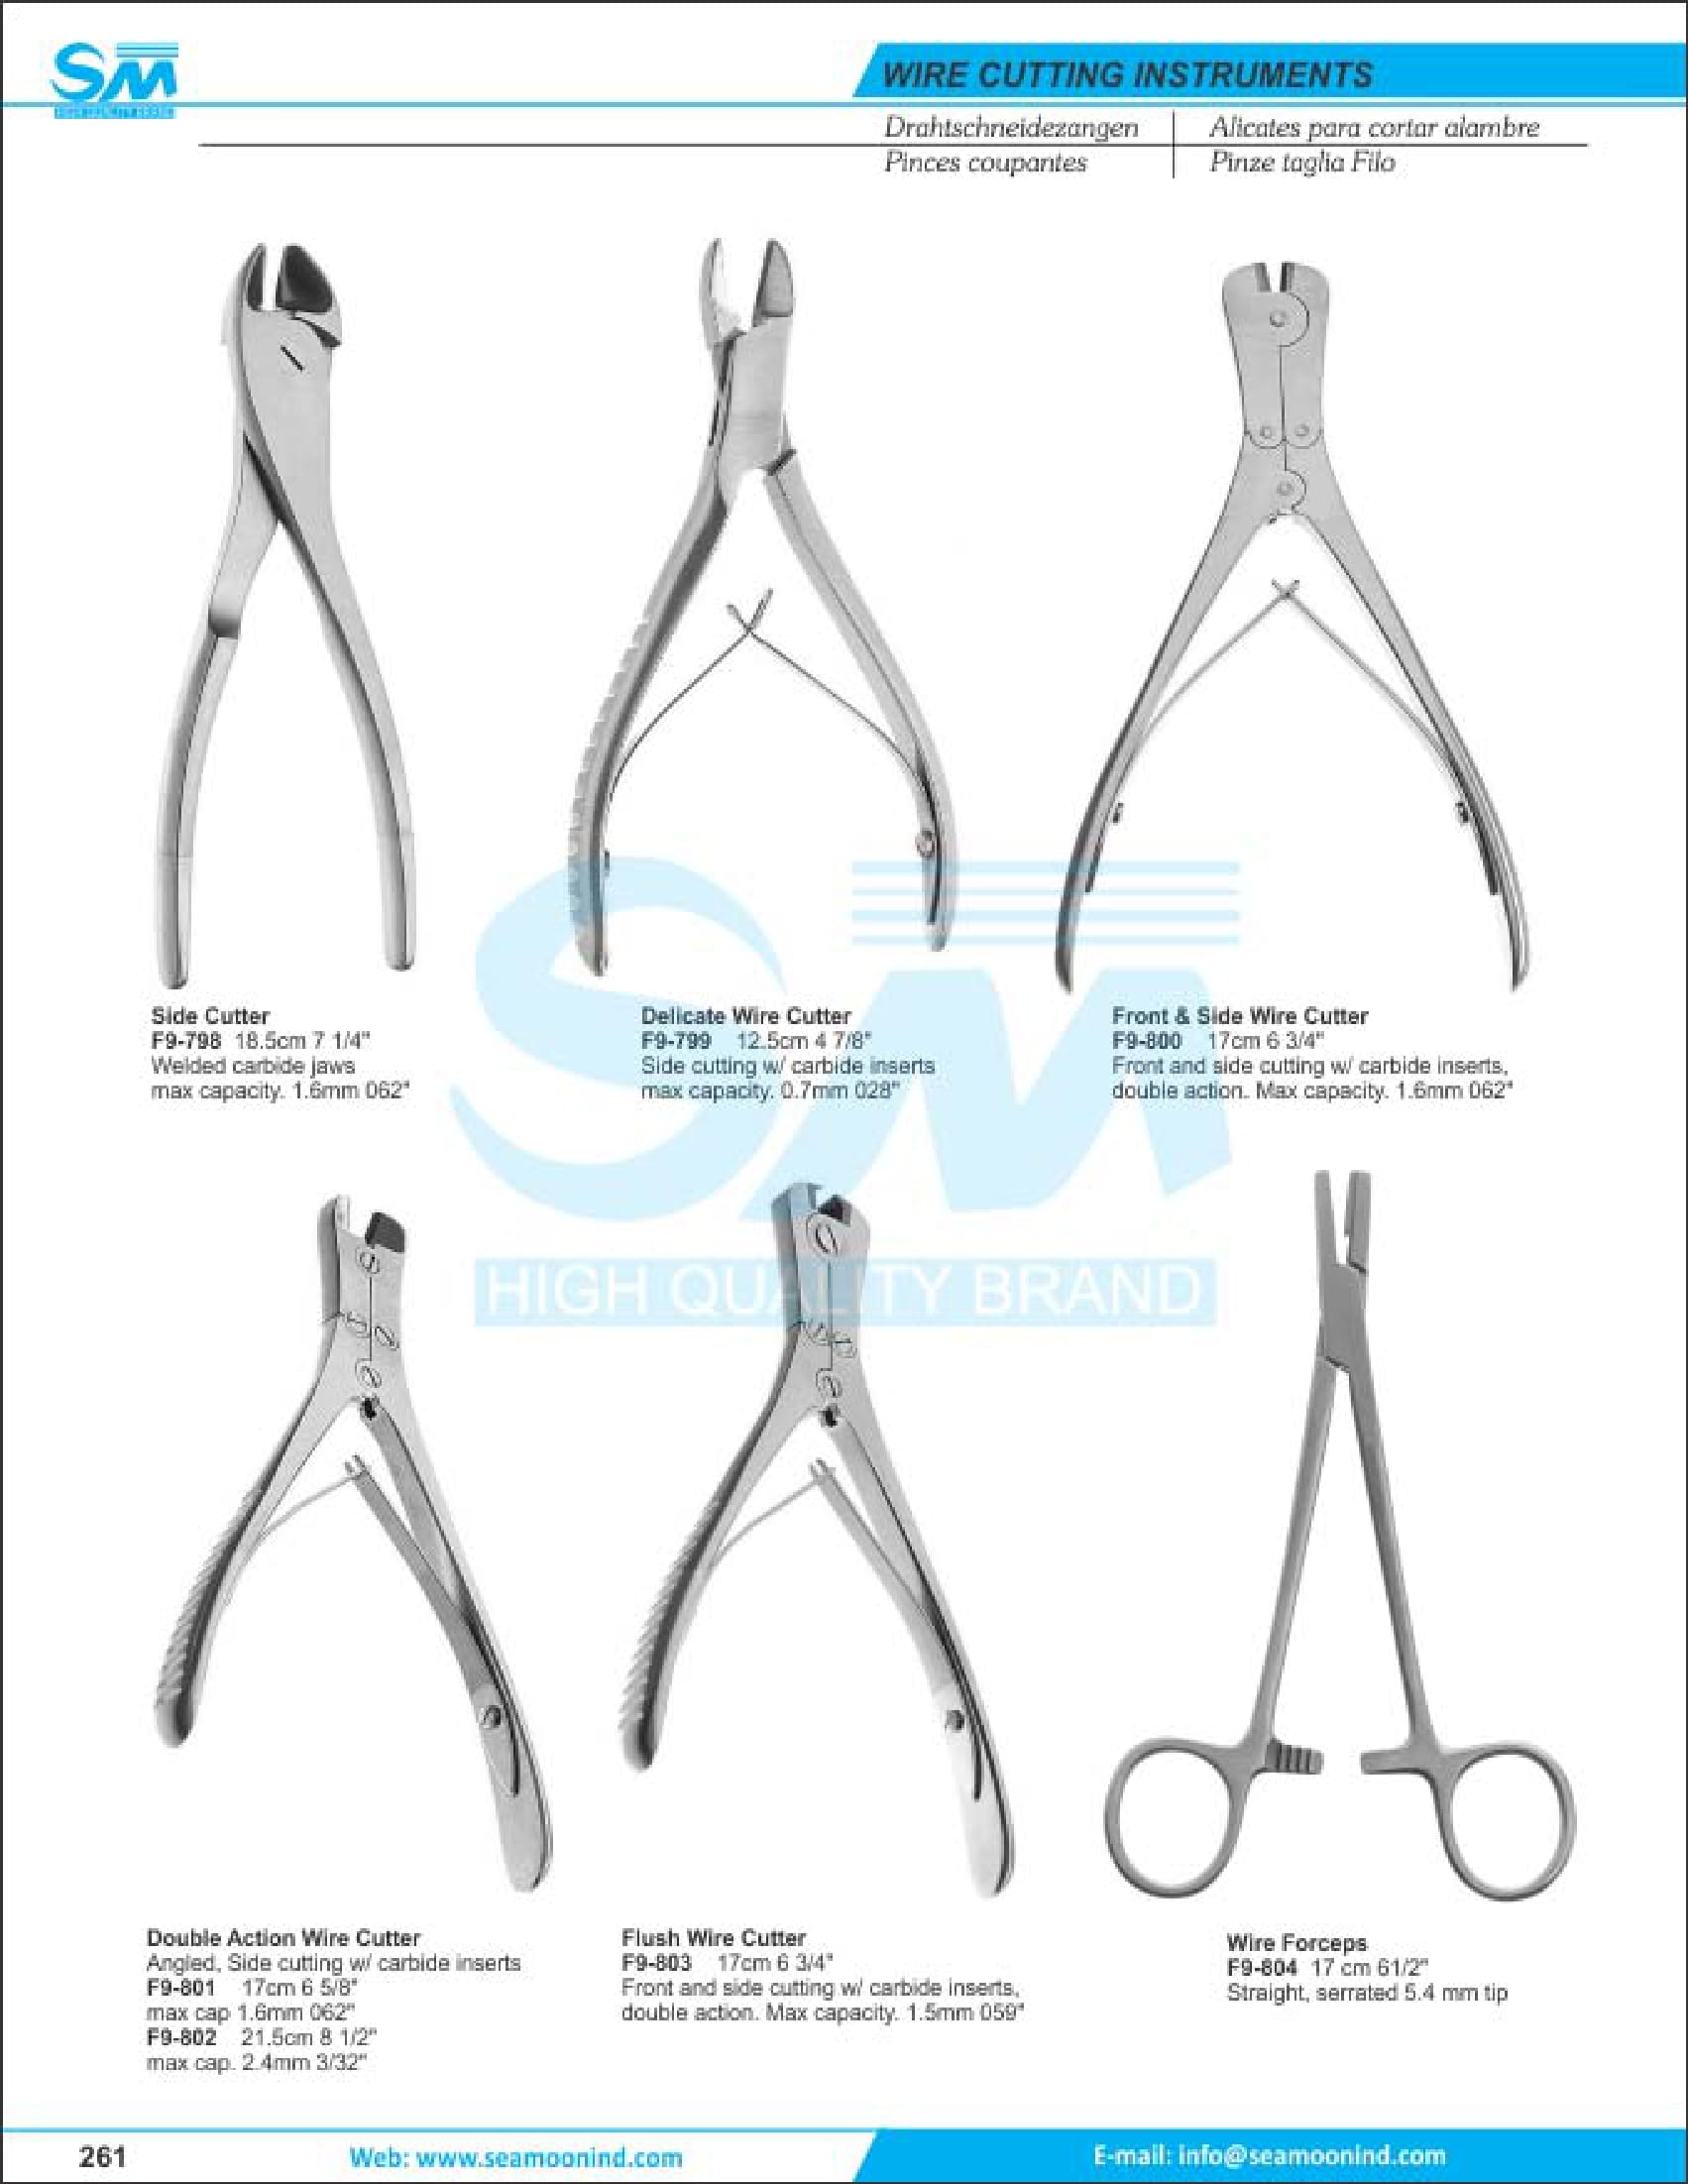 SM
WIRE CUTTING INSTRUMENTS
Drahtschneidezangen
Alicates para cortar alambre
Pinces coupantes
Pinze taglia Filo
Side Cutter
F9-798 18.5cm 7 1/4"
Welded carbide jaws
max capacity. 1.6mm 062"
Delicate Wire Cutter
F9-799 12.5cm 4 7/8"
Side cutting w/ carbide inserts
max capacity. 0.7mm 028"
Front & Side Wire Cutter
F9-800 17cm 6 3/4"
Front and side cutting w/ carbide inserts,
double action. Max capacity. 1.6mm 062"
SM
HIGH QUALITY BRAND
Double Action Wire Cutter
Angled, Side cutting w/ carbide inserts
F9-801 17cm 6 5/8"
max cap 1.6mm 062"
F9-802 21.5cm 8 1/2"
max cap. 2.4mm 3/32"
Flush Wire Cutter
F9-803 17cm 6 3/4"
Front and side cutting w/ carbide inserts,
double action. Max capacity. 1.5mm 059"
Wire Forceps
F9-804 17 cm 61/2"
Straight, serrated 5.4 mm tip
261
Web: www.seamoonind.com
E-mail: info@seamoonind.com